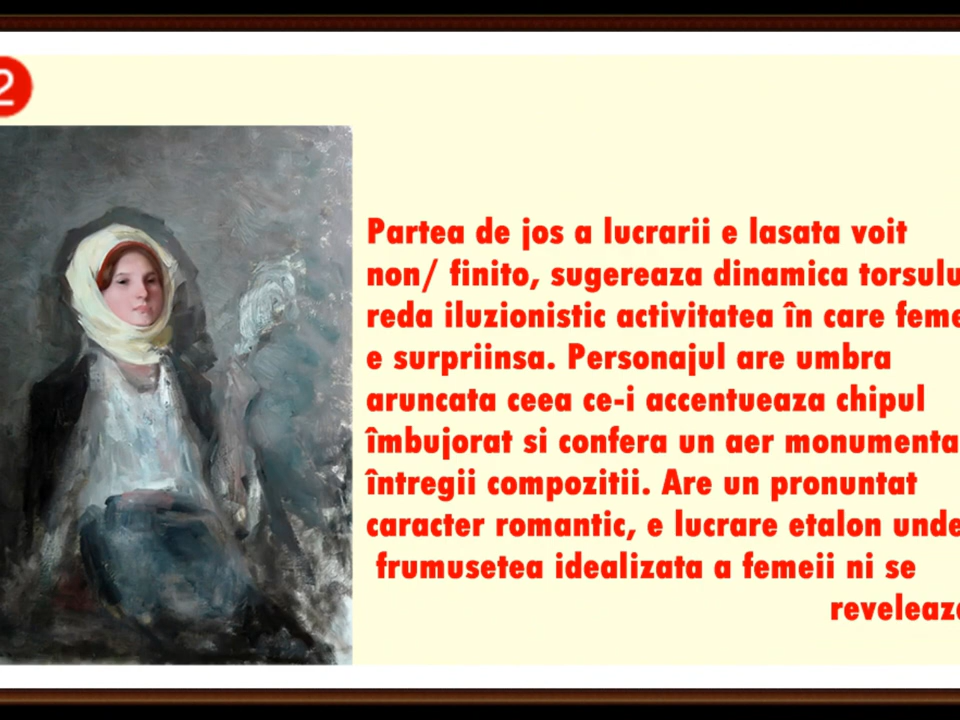 2
Partea de jos a lucrarii e lasata voit
non/ finito, sugereaza dinamica torsulu
reda iluzionistic activitatea în care feme
e surpriinsa. Personajul are umbra
aruncata ceea ce-i accentueaza chipul
îmbujorat si confera un aer monumenta
întregii compozitii. Are un pronuntat
caracter romantic, e lucrare etalon unde
frumusetea idealizata a femeii ni se
reveleaza